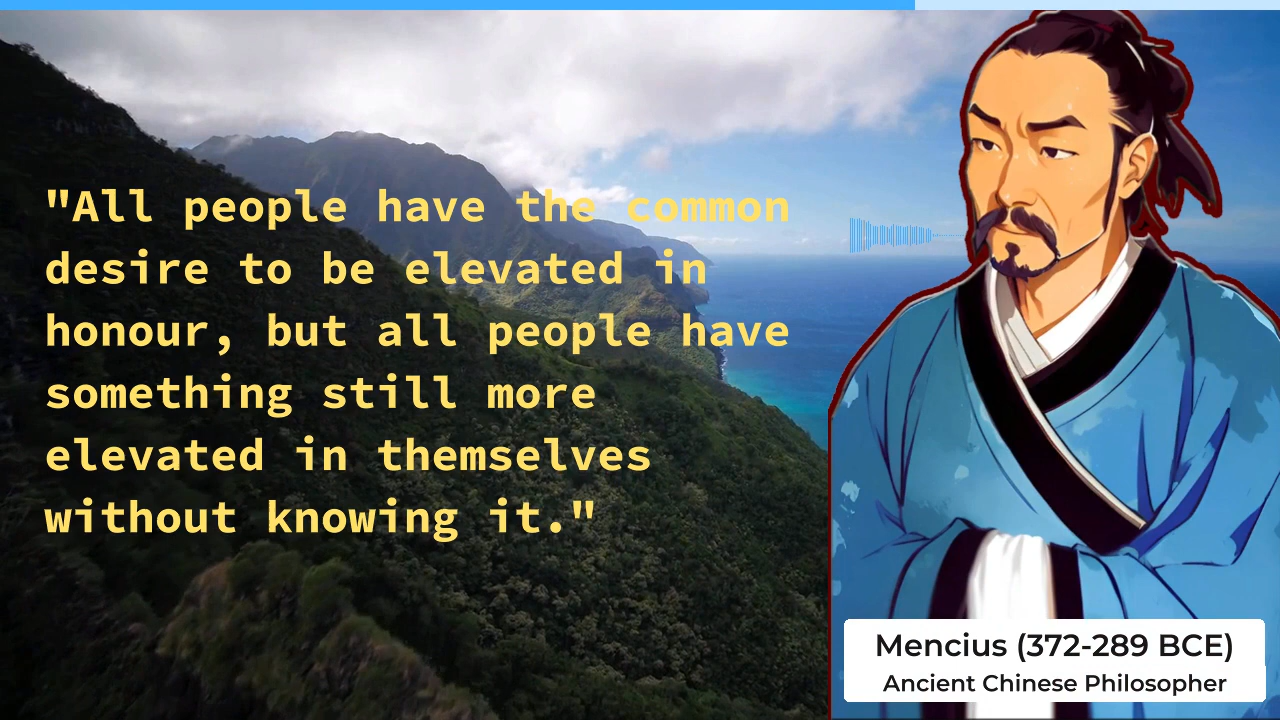 "All people have the common
desire to be elevated in
honour, but all people have
something still more
elevated in themselves
without knowing it."
Mencius (372-289 BCE)
Ancient Chinese Philosopher